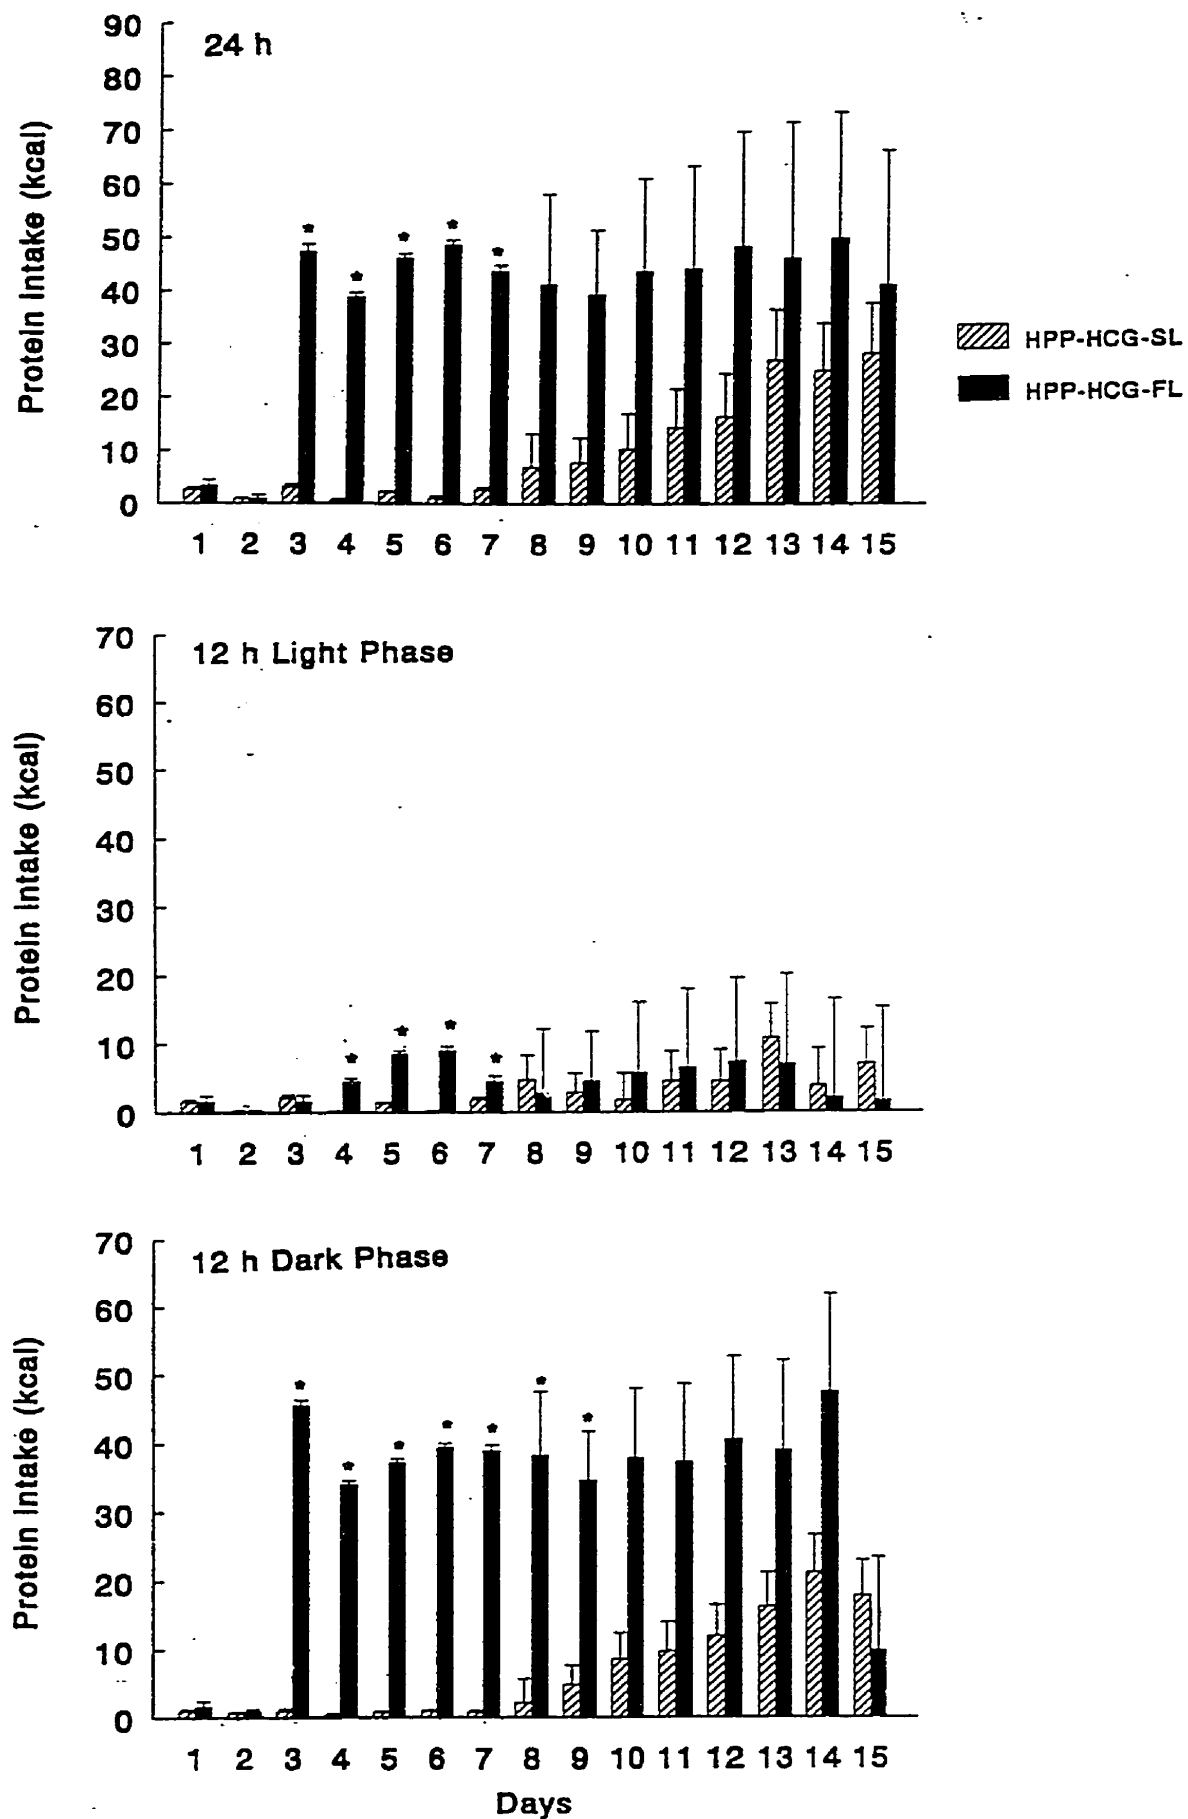 90
24 h
80
70
60
50
40
30
20
10
0
Protein Intake (kcal)
* * * * *
HPP-HCG-SL
HPP-HCG-FL
1 2 3 4 5 6 7 8 9 10 11 12 13 14 15
70
12 h Light Phase
60
50
40
30
20
10
0
Protein Intake (kcal)
* * * *
1 2 3 4 5 6 7 8 9 10 11 12 13 14 15
70
12 h Dark Phase
60
50
40
30
20
10
0
Protein Intake (kcal)
* * * * * * *
1 2 3 4 5 6 7 8 9 10 11 12 13 14 15
Days